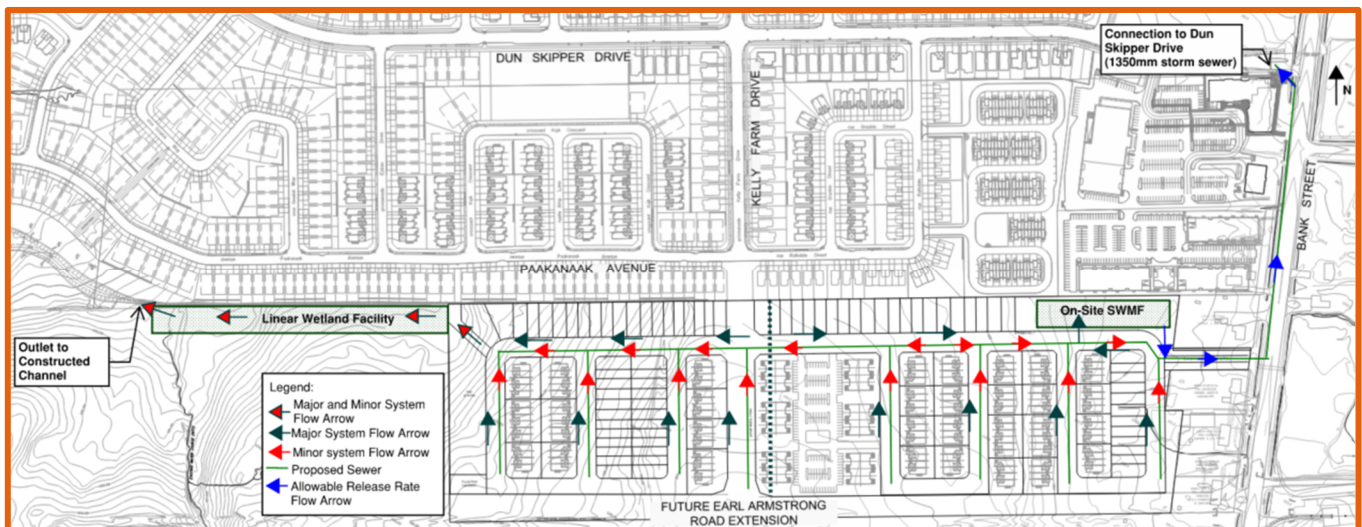 Connection to Dun
Skipper Drive
(1350mm storm sewer)
N
DUN SKIPPER DRIVE
KELLY FARM DRIVE
BANK STREET
PAAKANAAK AVENUE
Linear Wetland Facility
On-Site SWMF
Outlet to
Constructed
Channel
Legend:
Major and Minor System
Flow Arrow
Major System Flow Arrow
Minor system Flow Arrow
Proposed Sewer
Allowable Release Rate
Flow Arrow
FUTURE EARL ARMSTRONG
ROAD EXTENSION